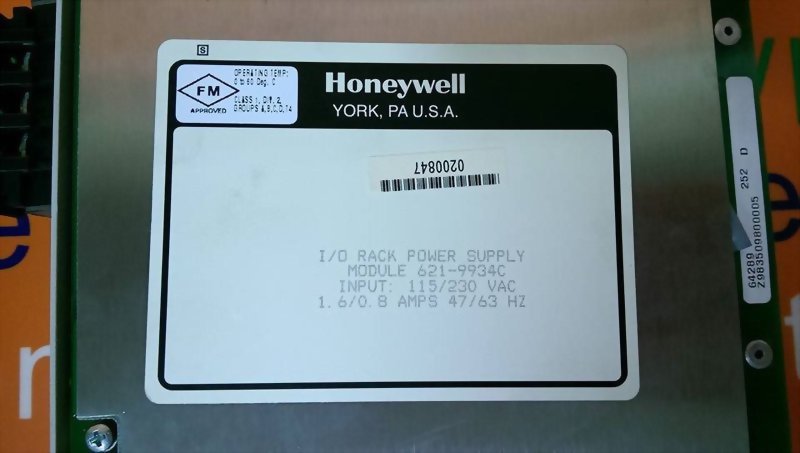 S
FM
APPROVED
OPERATING TEMP:
0 to 60 Deg. C
CLASS 1, DIV. 2,
GROUPS A,B,C,D,T4
Honeywell
YORK, PA U.S.A.
0200847
I/O RACK POWER SUPPLY
MODULE 621-9934C
INPUT: 115/230 VAC
1.6/0.8 AMPS 47/63 HZ
64289 252 D
Z983509800005